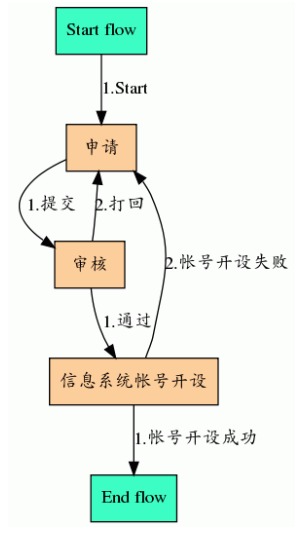 Start flow
1.Start
申请
1.提交
2.打回
审核
2.帐号开设失败
1.通过
信息系统帐号开设
1.帐号开设成功
End flow